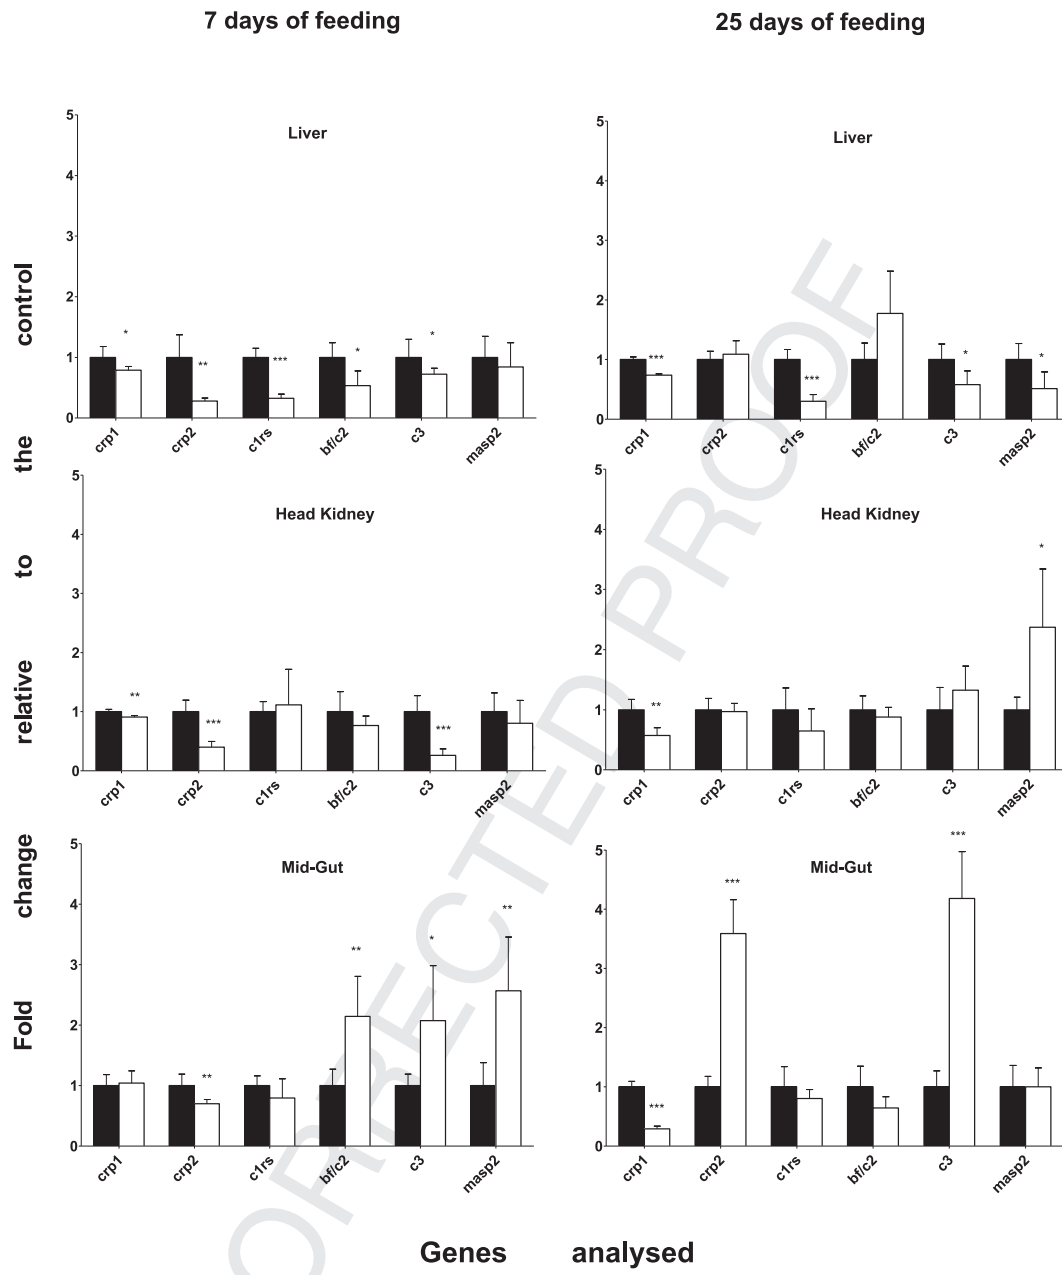 7 days of feeding 25 days of feeding
Liver
5
4
3
2
1
0
* ** *** * *
crp1 crp2 c1rs bf/c2 c3 masp2
Liver
5
4
3
2
1
0
*** *** * *
crp1 crp2 c1rs bf/c2 c3 masp2
Head Kidney
5
4
3
2
1
0
** *** ***
crp1 crp2 c1rs bf/c2 c3 masp2
Head Kidney
5
4
3
2
1
0
** *
crp1 crp2 c1rs bf/c2 c3 masp2
Mid-Gut
5
4
3
2
1
0
** ** * **
crp1 crp2 c1rs bf/c2 c3 masp2
Mid-Gut
5
4
3
2
1
0
*** *** ***
crp1 crp2 c1rs bf/c2 c3 masp2
Fold change relative to the control
Genes analysed
ORRECTED PROOF